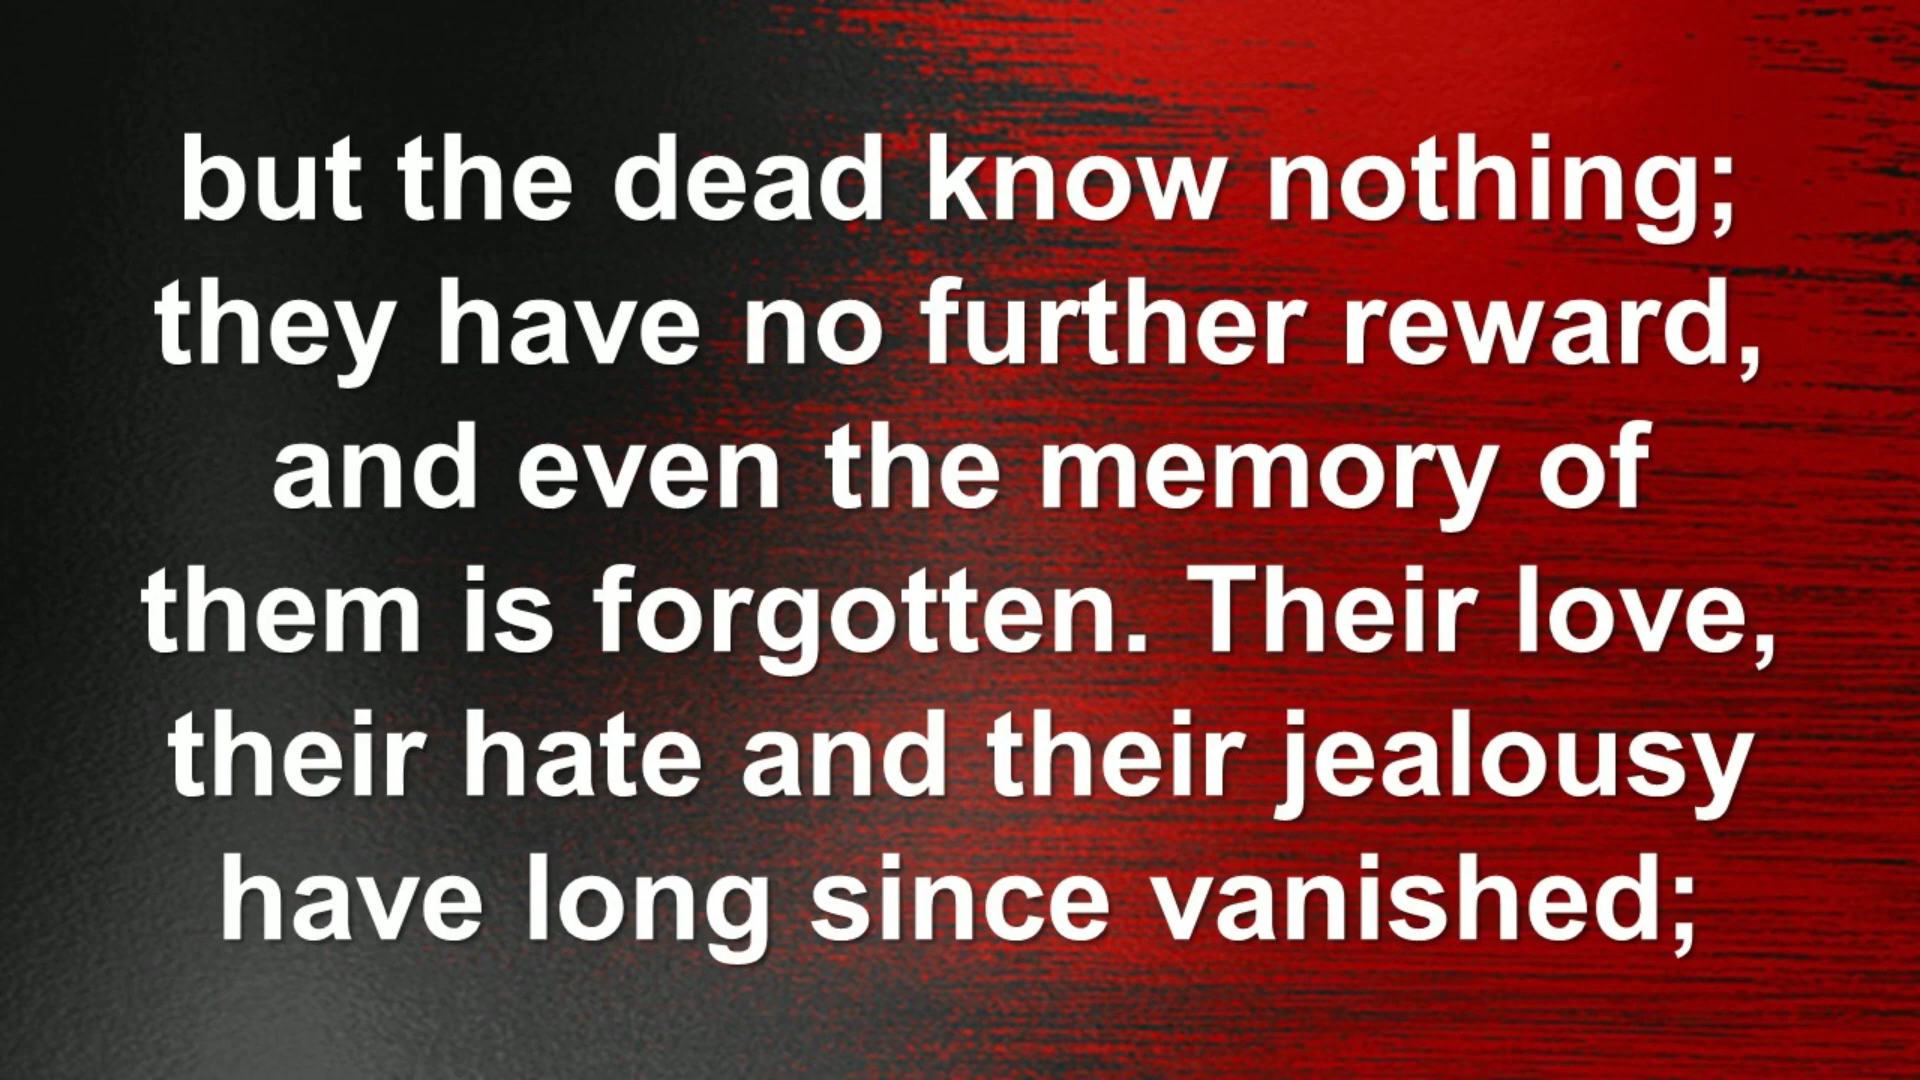 but the dead know nothing;
they have no further reward,
and even the memory of
them is forgotten. Their love,
their hate and their jealousy
have long since vanished;